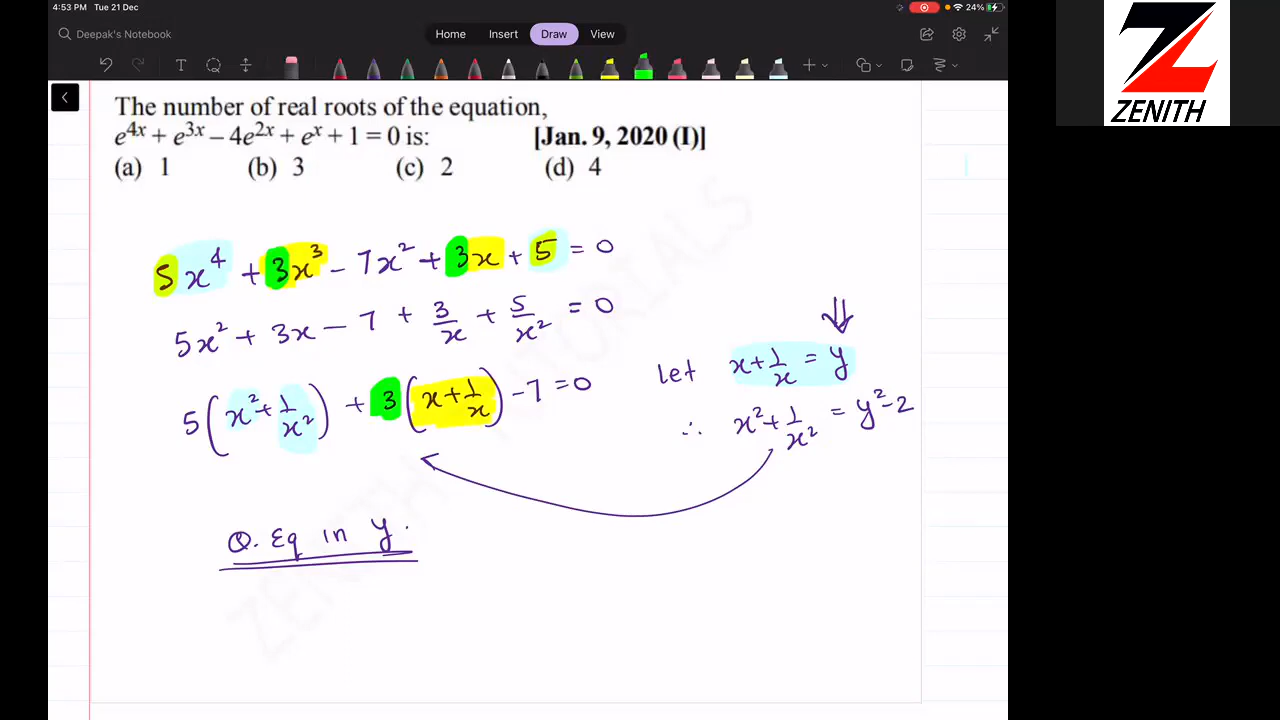 4:53 PM Tue 21 Dec
24%
Deepak's Notebook
Home Insert Draw View
ZENITH
The number of real roots of the equation,
e^4x + e^3x – 4e^2x + e^x + 1 = 0 is: [Jan. 9, 2020 (I)]
(a) 1 (b) 3 (c) 2 (d) 4
5x^4 + 3x^3 - 7x^2 + 3x + 5 = 0
5x^2 + 3x - 7 + 3/x + 5/x^2 = 0
5(x^2 + 1/x^2) + 3(x + 1/x) - 7 = 0
let x + 1/x = y
∴ x^2 + 1/x^2 = y^2 - 2
Q. Eq in y.
ZENITH TUTORIALS